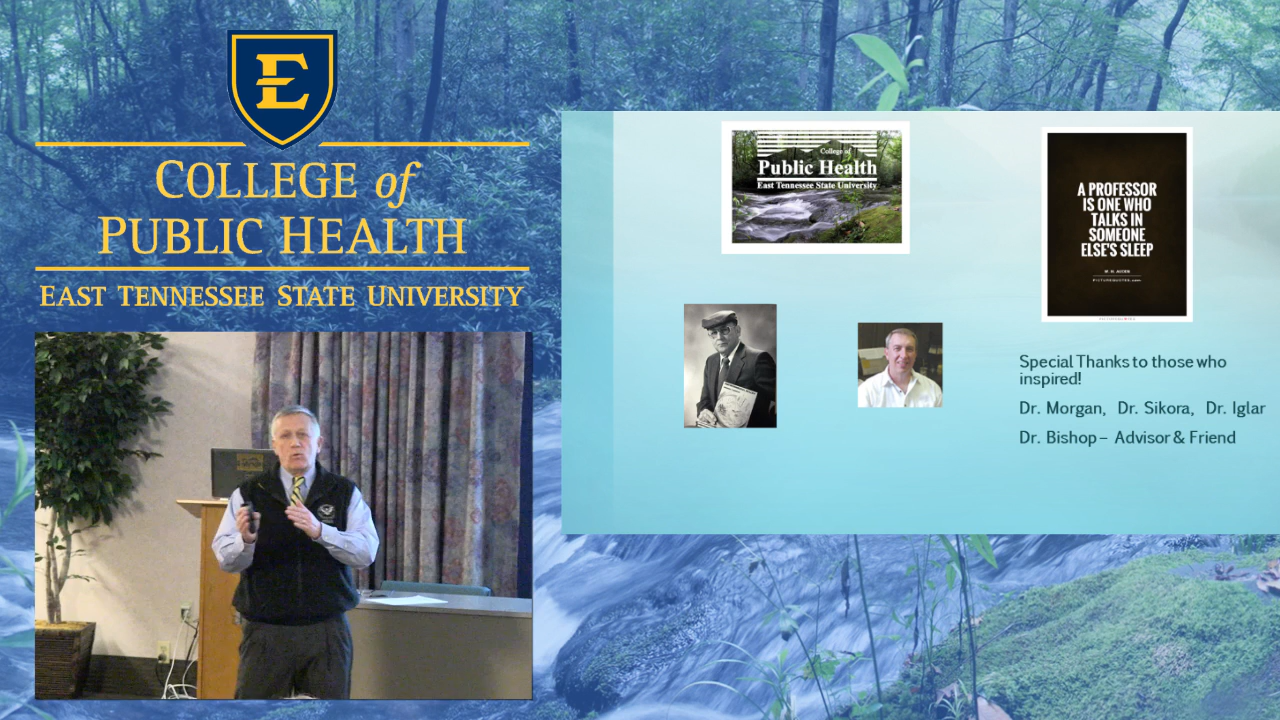 E
COLLEGE of
PUBLIC HEALTH
EAST TENNESSEE STATE UNIVERSITY
College of
Public Health
East Tennessee State University
A PROFESSOR
IS ONE WHO
TALKS IN
SOMEONE
ELSE'S SLEEP
Special Thanks to those who
inspired!
Dr. Morgan, Dr. Sikora, Dr. Iglar
Dr. Bishop – Advisor & Friend